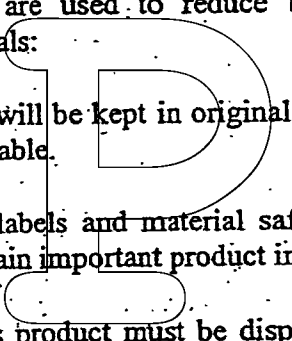 are used to reduce
als:
will be kept in original
able.
labels and material saf
ain important product in
product must be disp